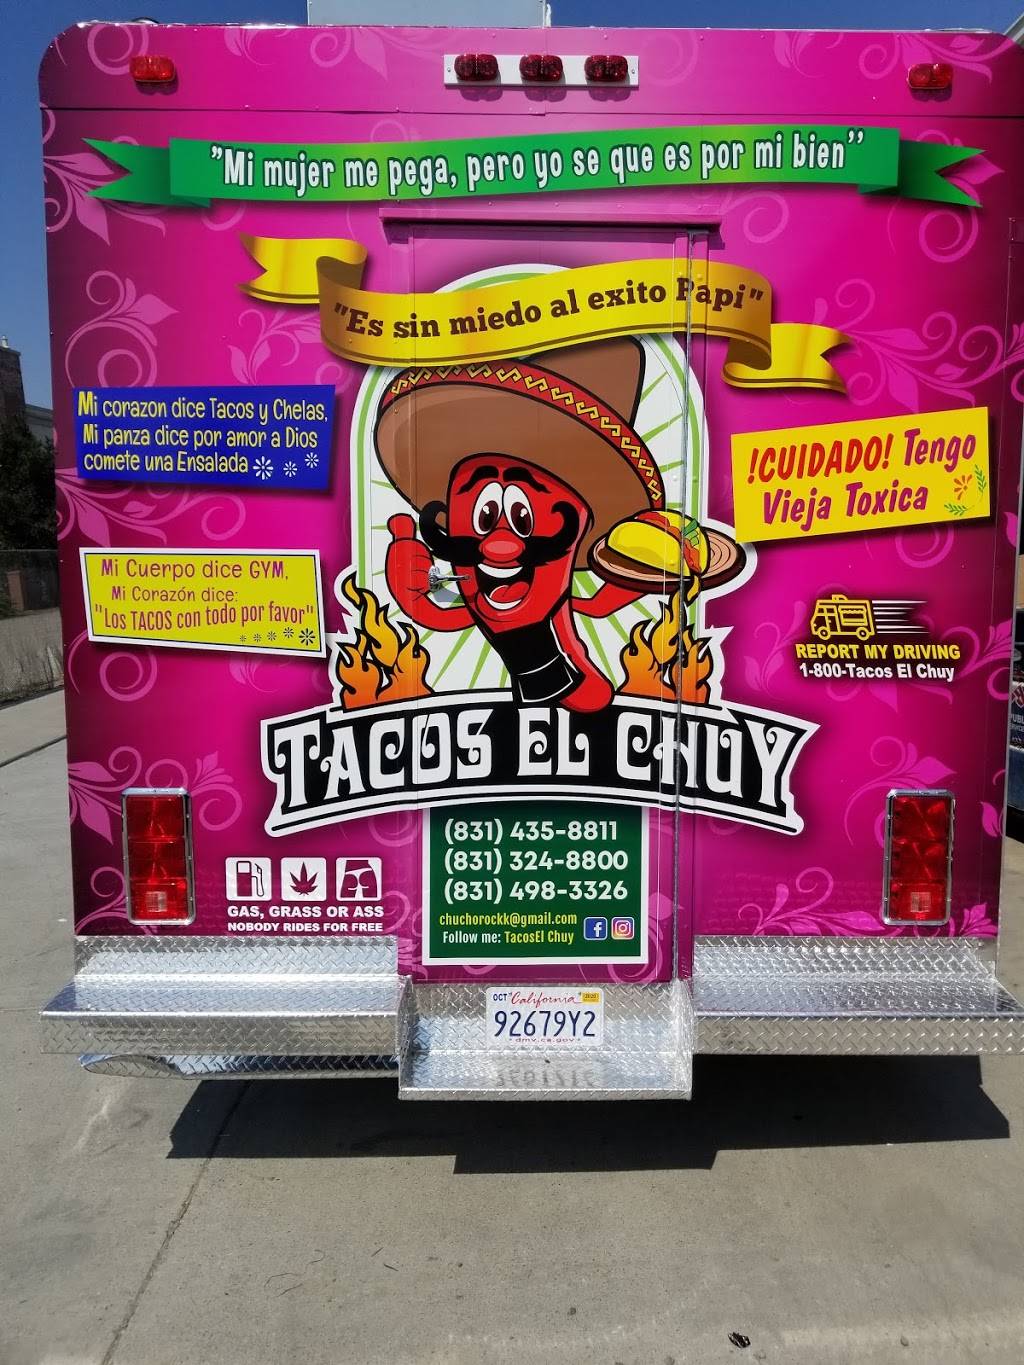 "Mi mujer me pega, pero yo se que es por mi bien"
"Es sin miedo al exito Papi"
Mi corazon dice Tacos y Chelas,
Mi panza dice por amor a Dios
comete una Ensalada
!CUIDADO! Tengo
Vieja Toxica
Mi Cuerpo dice GYM,
Mi Corazón dice:
"Los TACOS con todo por favor"
REPORT MY DRIVING
1-800-Tacos El Chuy
TACOS EL CHUY
(831) 435-8811
(831) 324-8800
(831) 498-3326
chuchorockk@gmail.com
Follow me: TacosEl Chuy
GAS, GRASS OR ASS
NOBODY RIDES FOR FREE
OCT California 2020
92679Y2
dmv.ca.gov